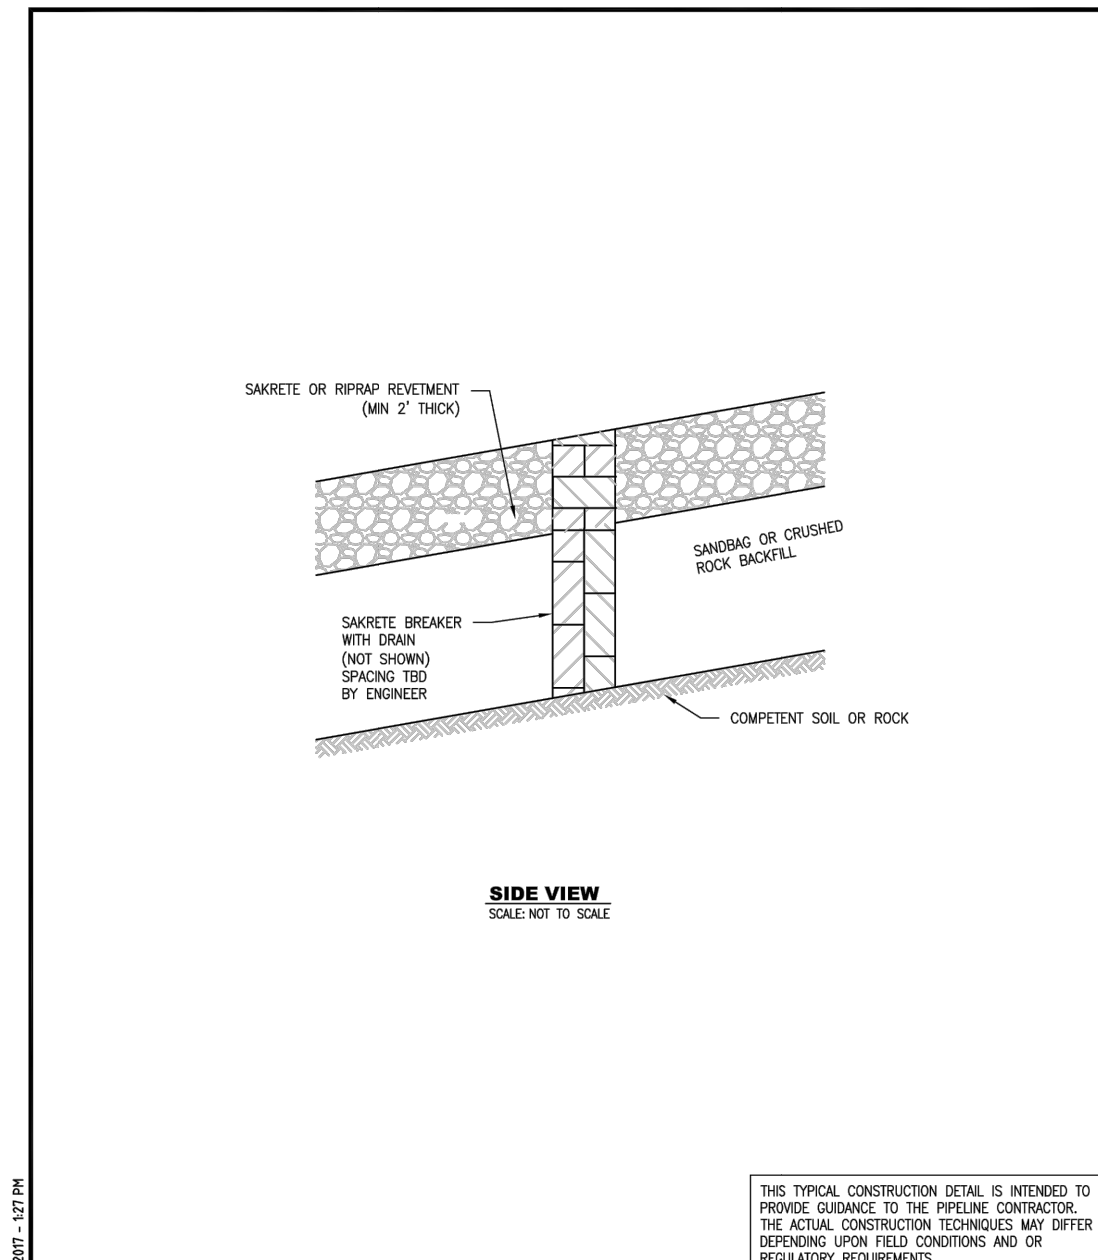 SAKRETE OR RIPRAP REVETMENT
(MIN 2' THICK)
SANDBAG OR CRUSHED
ROCK BACKFILL
SAKRETE BREAKER
WITH DRAIN
(NOT SHOWN)
SPACING TBD
BY ENGINEER
COMPETENT SOIL OR ROCK
SIDE VIEW
SCALE: NOT TO SCALE
2017 - 1:27 PM
THIS TYPICAL CONSTRUCTION DETAIL IS INTENDED TO
PROVIDE GUIDANCE TO THE PIPELINE CONTRACTOR.
THE ACTUAL CONSTRUCTION TECHNIQUES MAY DIFFER
DEPENDING UPON FIELD CONDITIONS AND OR
REGULATORY REQUIREMENTS